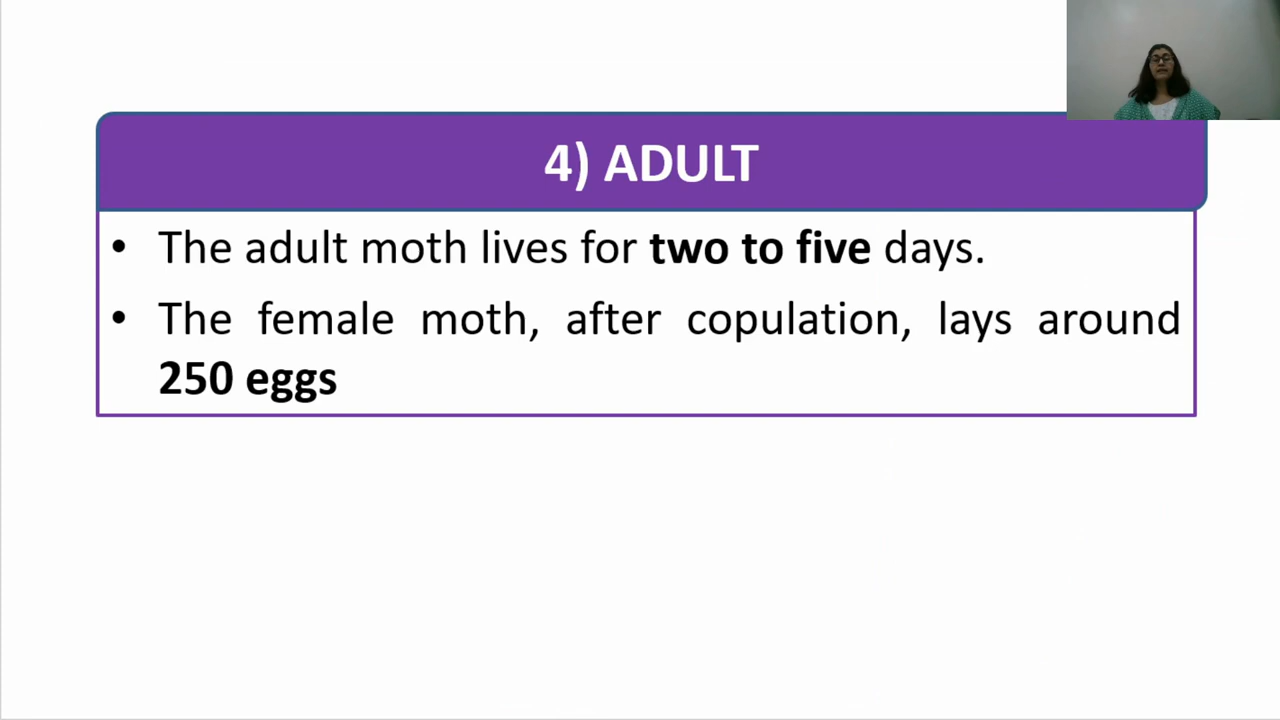 4) ADULT
• The adult moth lives for two to five days.
• The female moth, after copulation, lays around
250 eggs